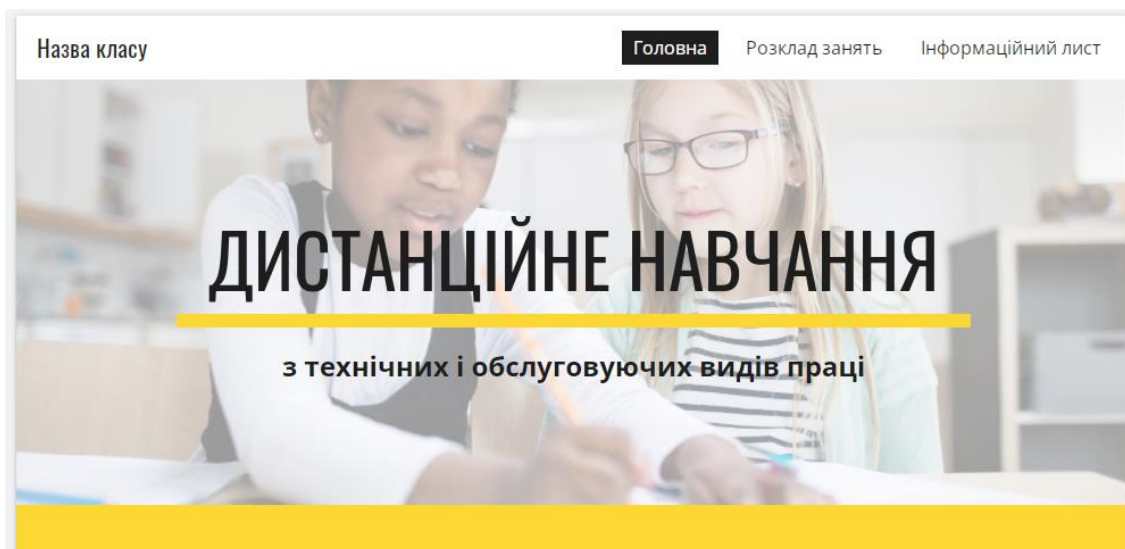 Назва класу
Головна
Розклад занять
Інформаційний лист
ДИСТАНЦІЙНЕ НАВЧАННЯ
з технічних і обслуговуючих видів праці